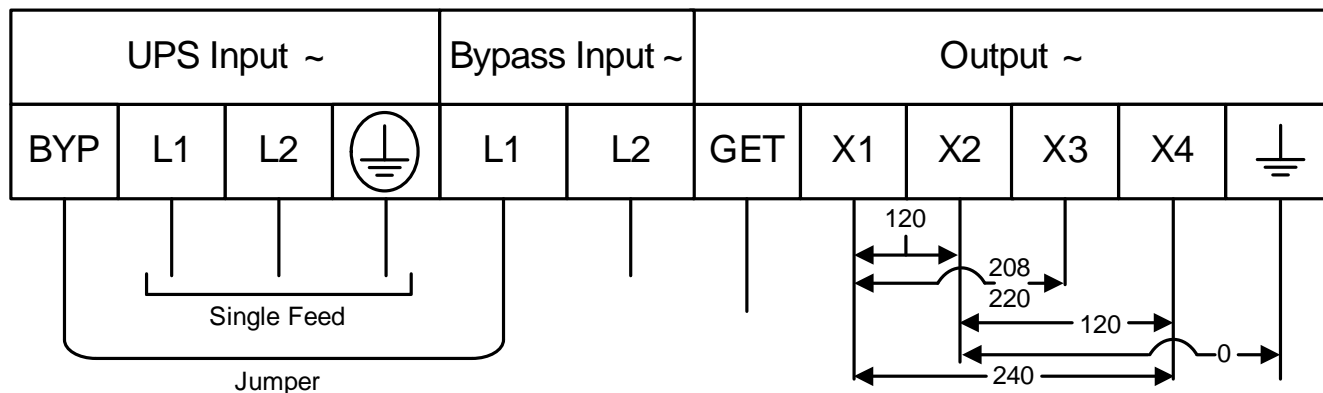 UPS Input ~ Bypass Input ~ Output ~
BYP L1 L2 L1 L2 GET X1 X2 X3 X4
120
208
220
Single Feed
120
0
240
Jumper